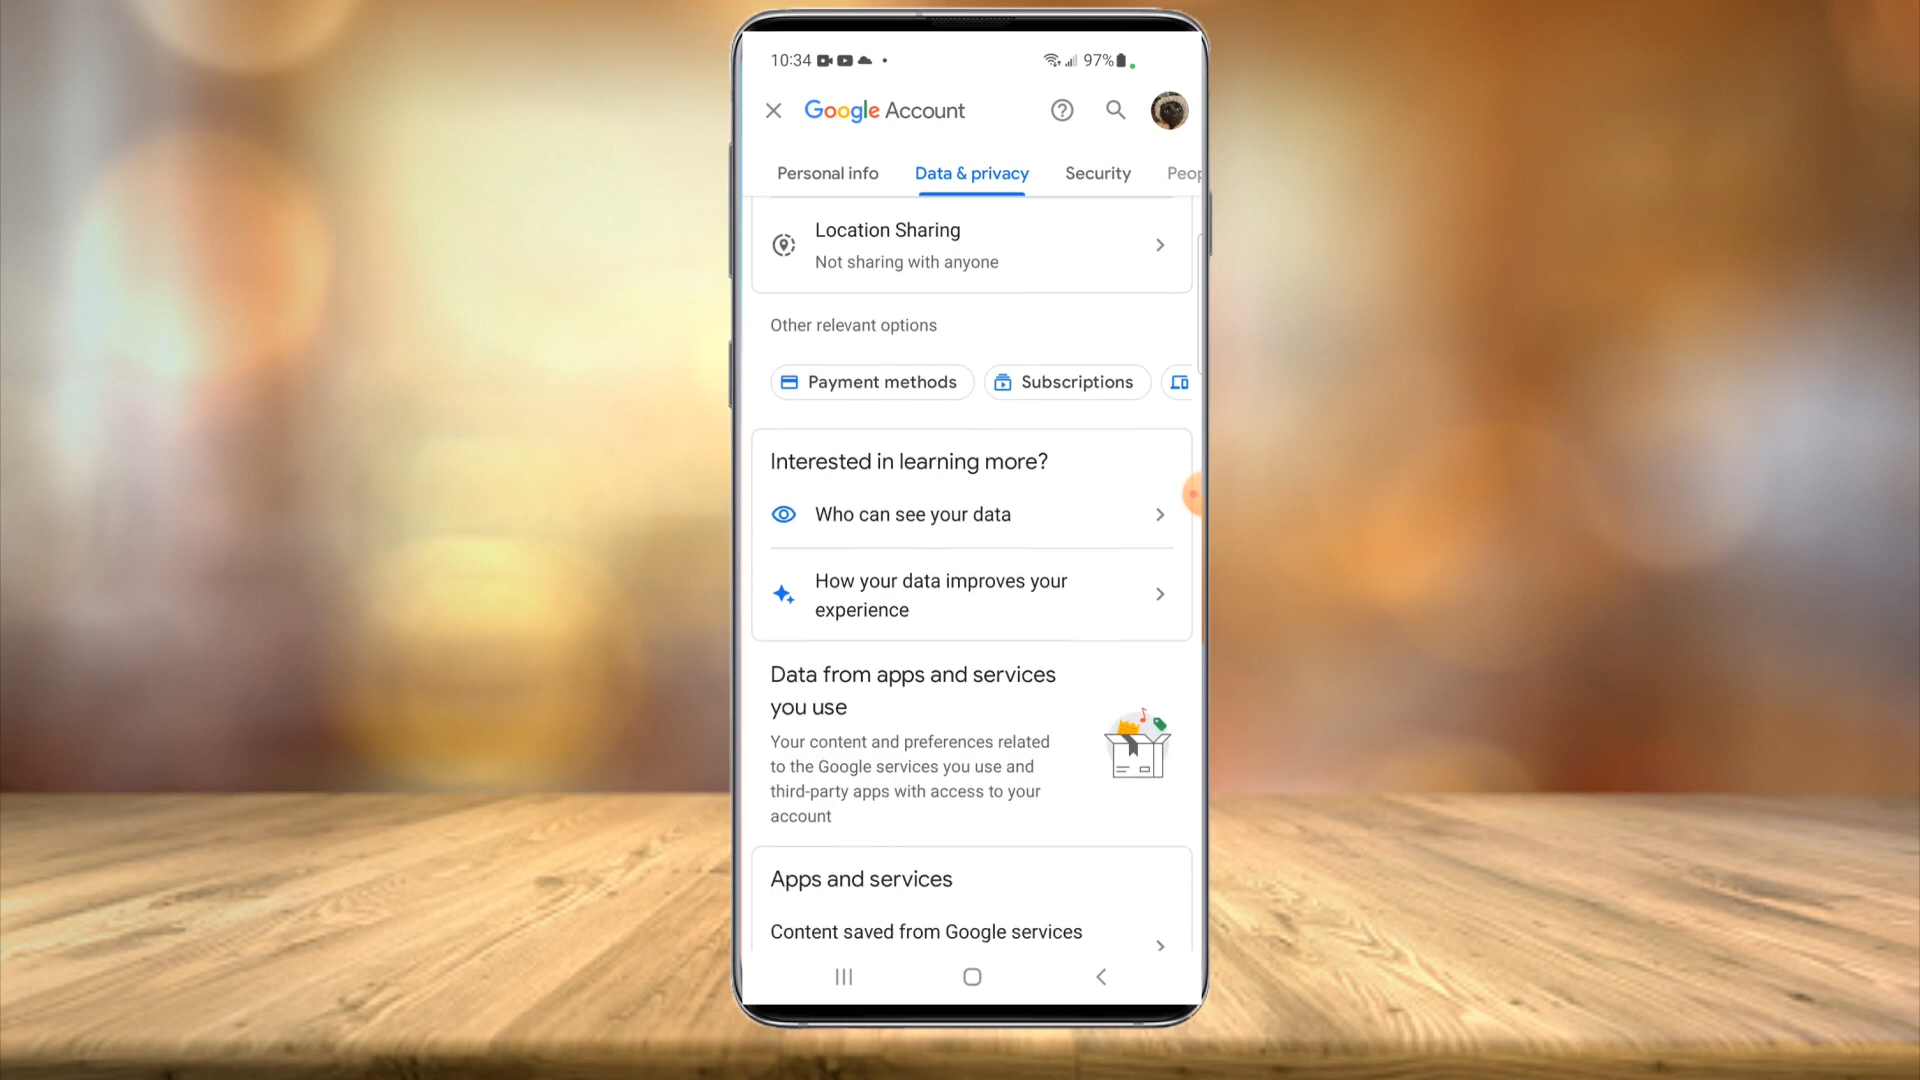 10:34 97%
Google Account
Personal info Data & privacy Security
Location Sharing
Not sharing with anyone
Other relevant options
Payment methods Subscriptions
Interested in learning more?
Who can see your data
How your data improves your
experience
Data from apps and services
you use
Your content and preferences related
to the Google services you use and
third-party apps with access to your
account
Apps and services
Content saved from Google services